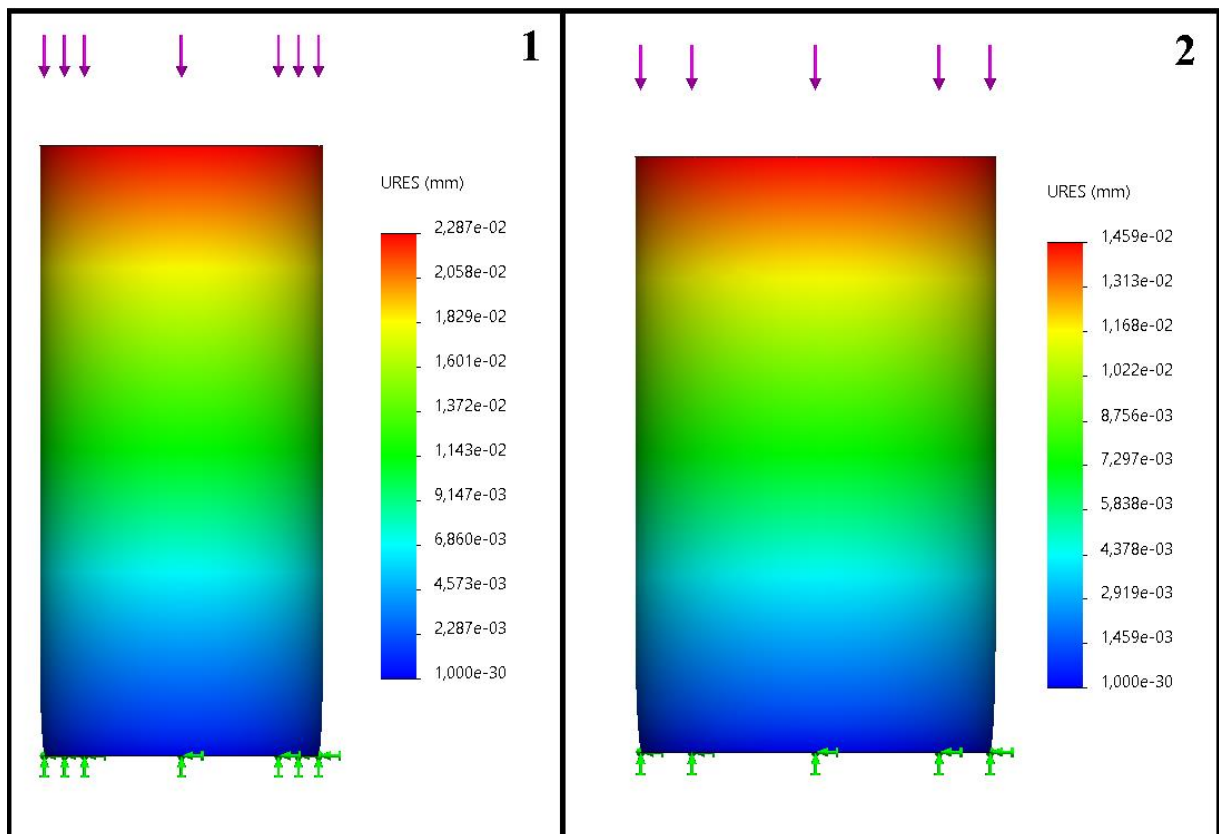 1
URES (mm)
2,287e-02
2,058e-02
1,829e-02
1,601e-02
1,372e-02
1,143e-02
9,147e-03
6,860e-03
4,573e-03
2,287e-03
1,000e-30
2
URES (mm)
1,459e-02
1,313e-02
1,168e-02
1,022e-02
8,756e-03
7,297e-03
5,838e-03
4,378e-03
2,919e-03
1,459e-03
1,000e-30